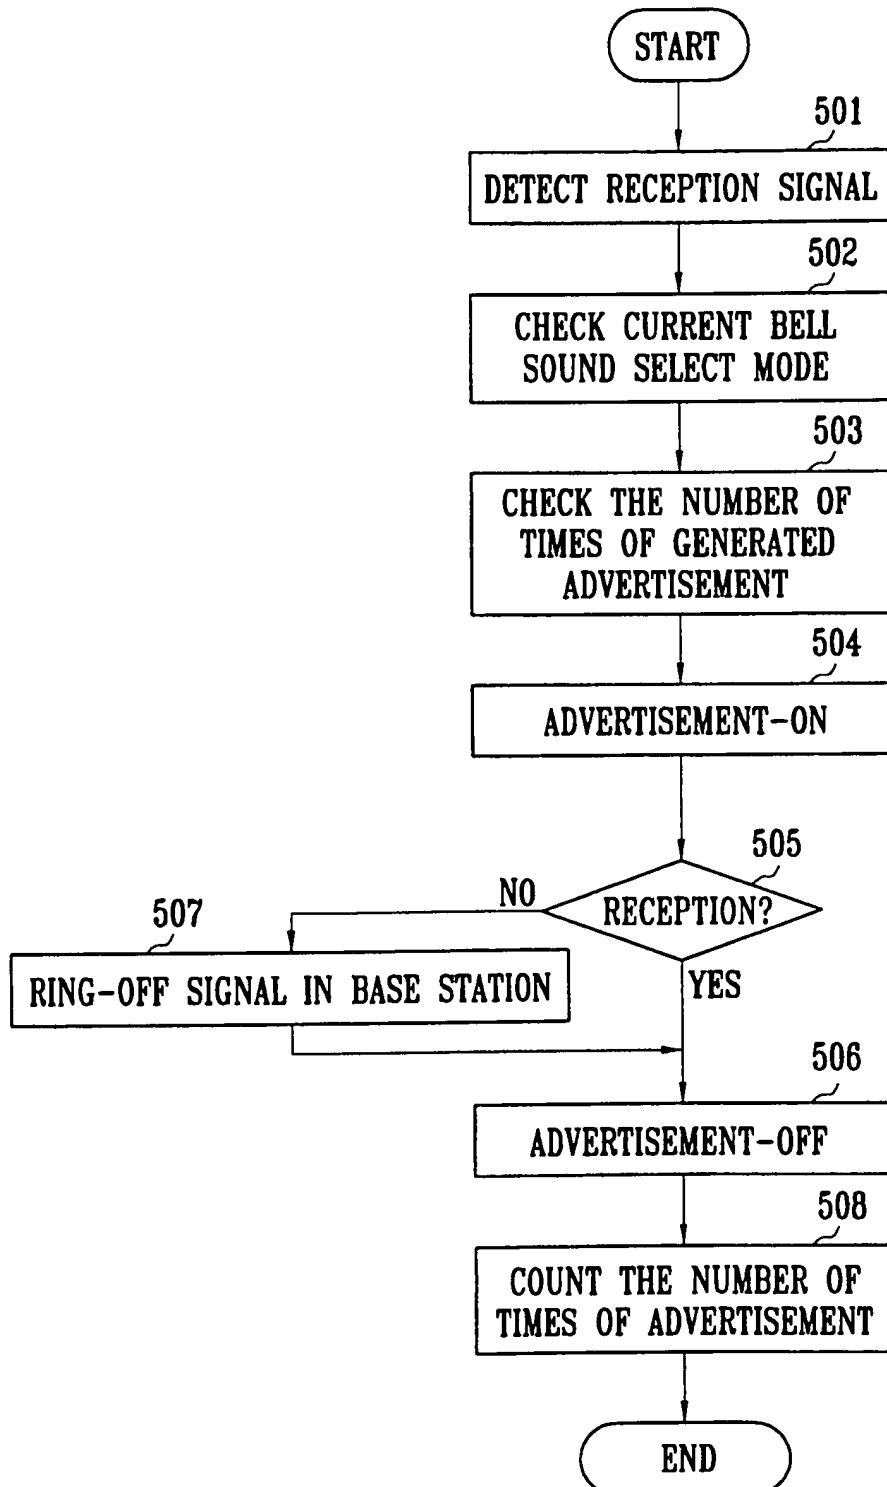 START
501
DETECT RECEPTION SIGNAL
502
CHECK CURRENT BELL
SOUND SELECT MODE
503
CHECK THE NUMBER OF
TIMES OF GENERATED
ADVERTISEMENT
504
ADVERTISEMENT-ON
505
RECEPTION?
NO
507
RING-OFF SIGNAL IN BASE STATION
YES
506
ADVERTISEMENT-OFF
508
COUNT THE NUMBER OF
TIMES OF ADVERTISEMENT
END